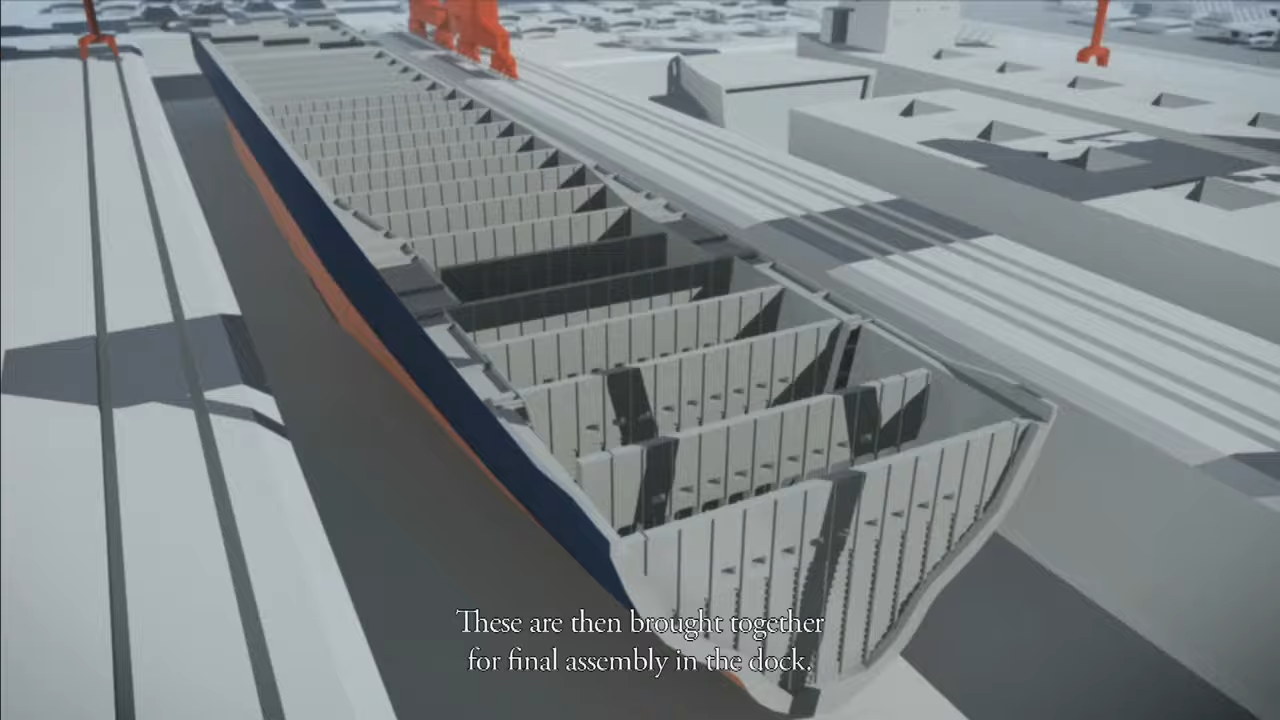 These are then brought together
for final assembly in the dock.